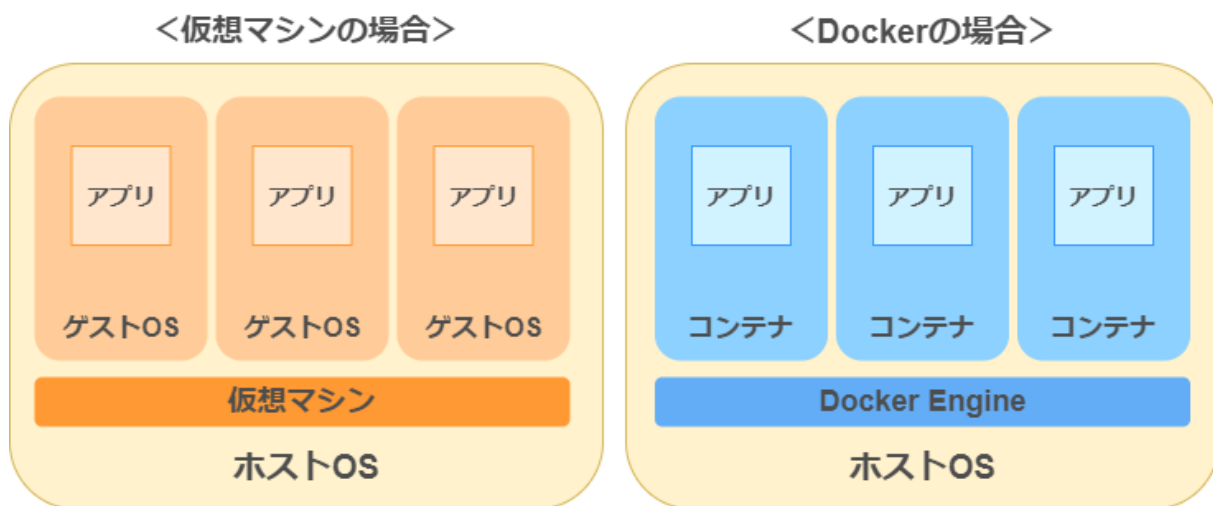 ＜仮想マシンの場合＞
アプリ
アプリ
アプリ
ゲストOS
ゲストOS
ゲストOS
仮想マシン
ホストOS
＜Dockerの場合＞
アプリ
アプリ
アプリ
コンテナ
コンテナ
コンテナ
Docker Engine
ホストOS